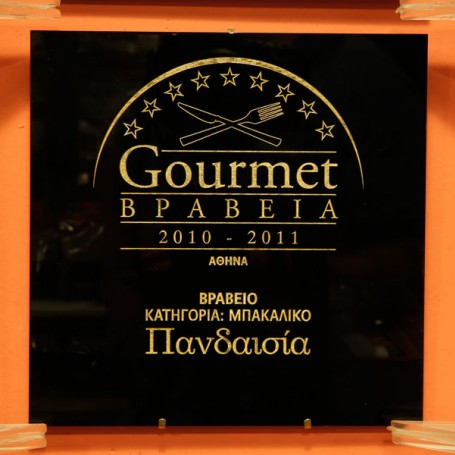 Gourmet
ΒΡΑΒΕΙΑ
2010 - 2011
ΑΘΗΝΑ
ΒΡΑΒΕΙΟ
ΚΑΤΗΓΟΡΙΑ: ΜΠΑΚΑΛΙΚΟ
Πανδαισία